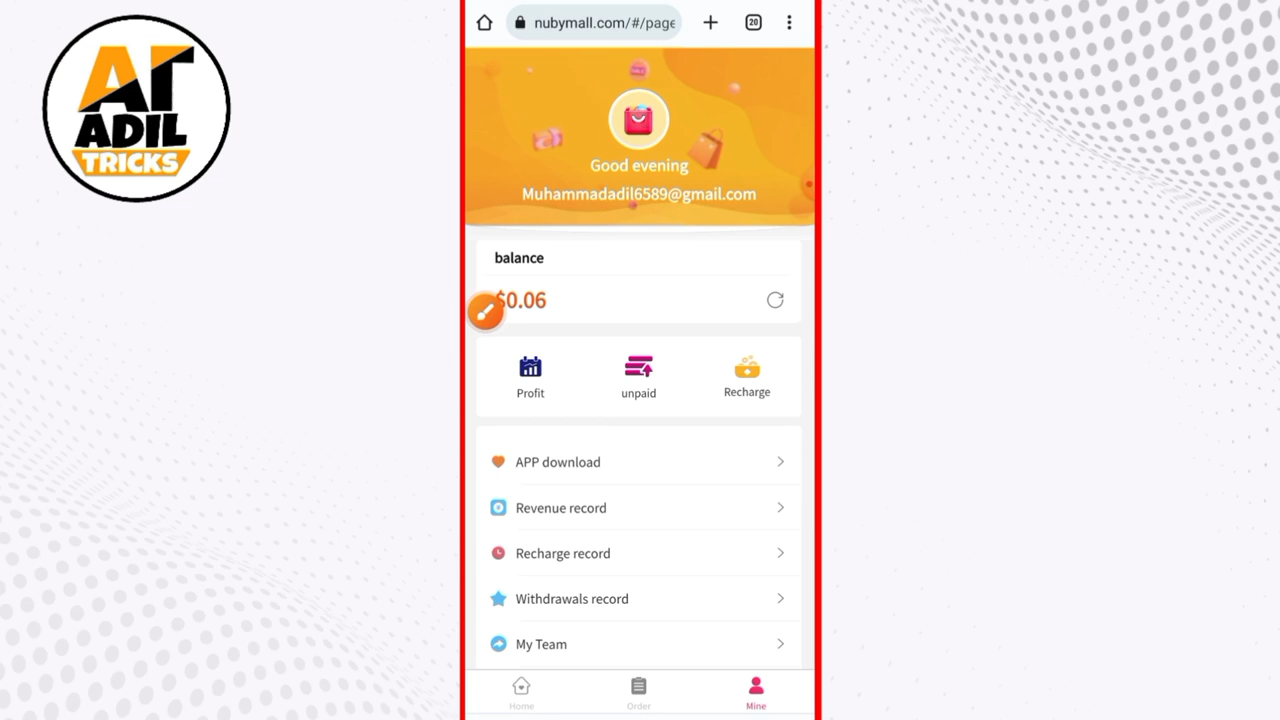 AT
ADIL
TRICKS
nubymall.com/#/page
20
Good evening
Muhammadadil6589@gmail.com
balance
$0.06
Profit
unpaid
Recharge
APP download
Revenue record
Recharge record
Withdrawals record
My Team
Home
Order
Mine